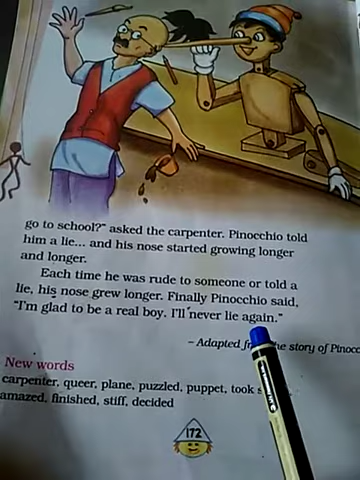 go to school?" asked the carpenter. Pinocchio told
him a lie... and his nose started growing longer
and longer.
Each time he was rude to someone or told a
lie, his nose grew longer. Finally Pinocchio said,
"I'm glad to be a real boy. I'll never lie again."
– Adapted the story of
New words
carpenter, queer, plane, puzzled, puppet, took
amazed, finished, stiff, decided
172